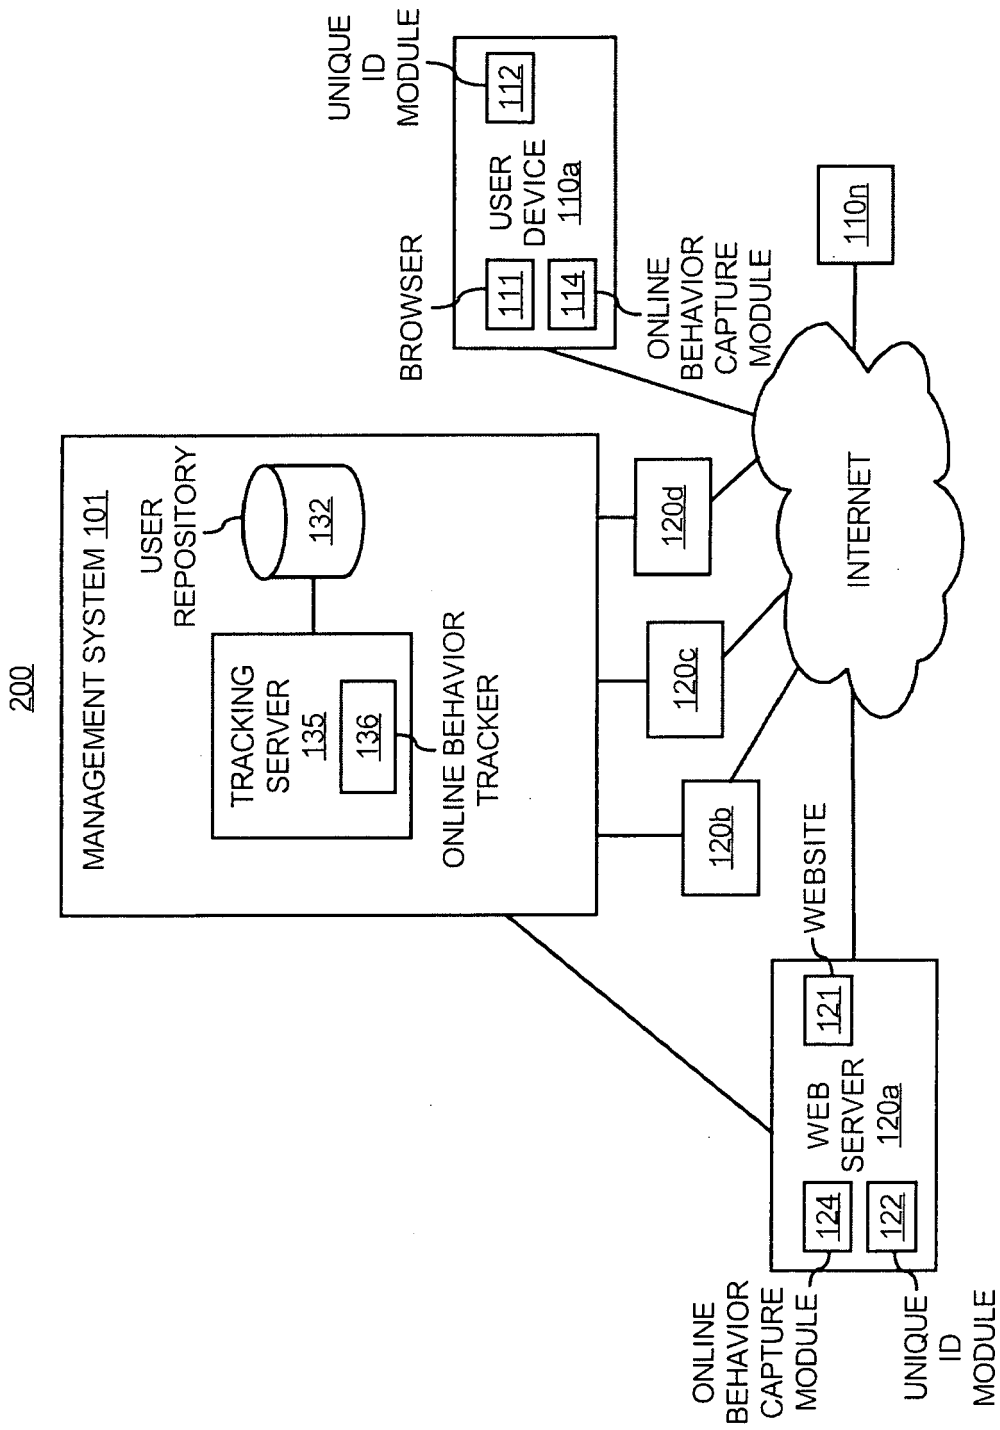 200
MANAGEMENT SYSTEM 101
USER
REPOSITORY
132
TRACKING
SERVER
135
136
ONLINE BEHAVIOR
TRACKER
UNIQUE
ID
MODULE
112
USER
DEVICE
110a
BROWSER
111
114
ONLINE
BEHAVIOR
CAPTURE
MODULE
120b
120c
120d
INTERNET
110n
WEBSITE
121
WEB
SERVER
120a
124
122
ONLINE
BEHAVIOR
CAPTURE
MODULE
UNIQUE
ID
MODULE